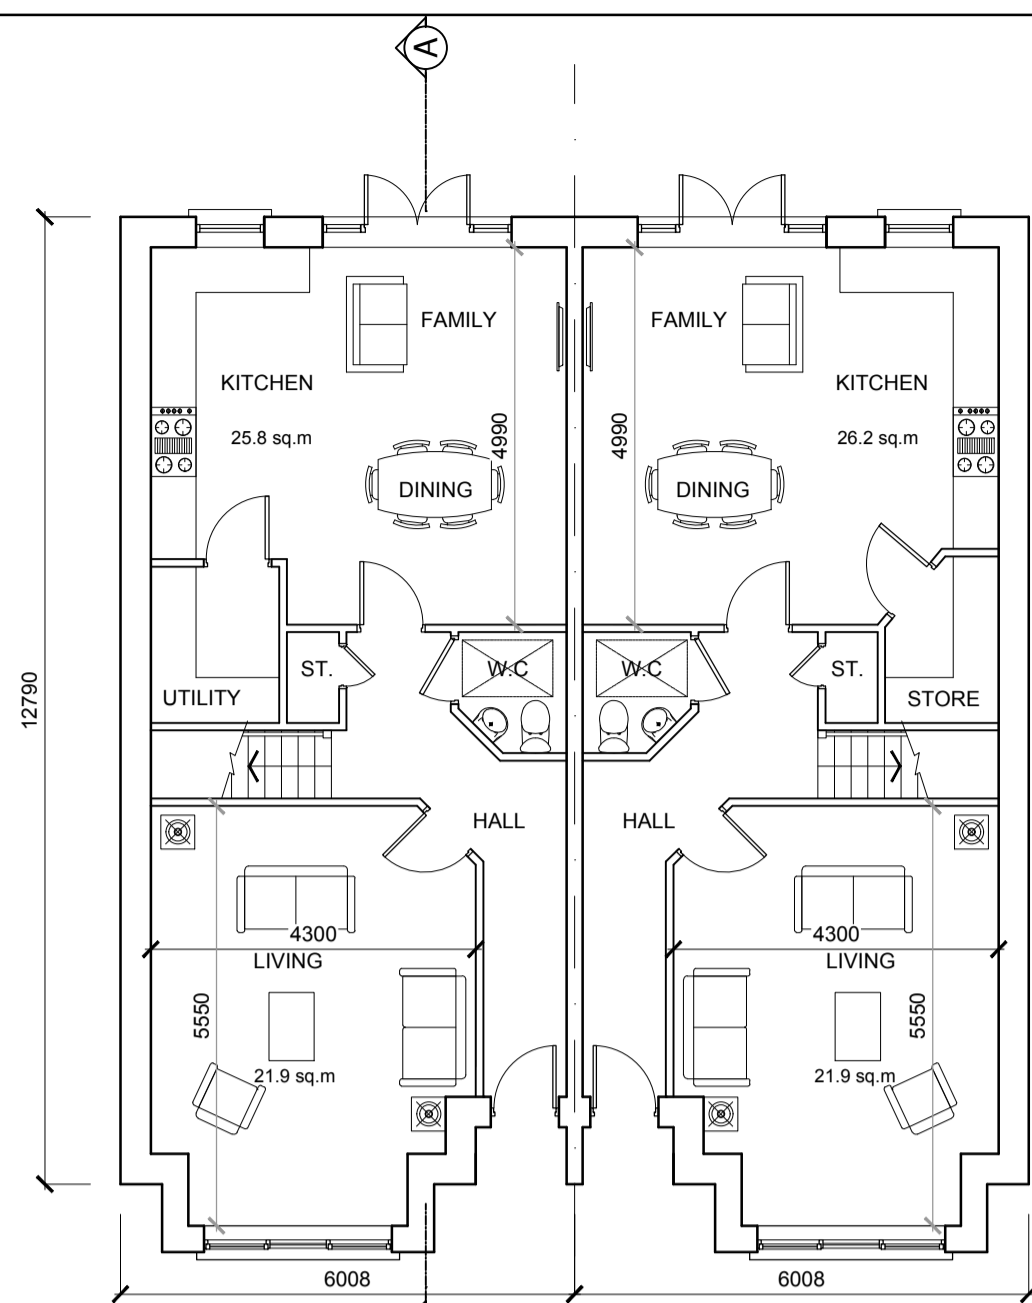 A
FAMILY
FAMILY
KITCHEN
KITCHEN
25.8 sq.m
4990
4990
26.2 sq.m
DINING
DINING
ST.
W.C
W.C
ST.
UTILITY
STORE
12790
HALL
HALL
4300
4300
LIVING
LIVING
5550
5550
21.9 sq.m
21.9 sq.m
6008
6008